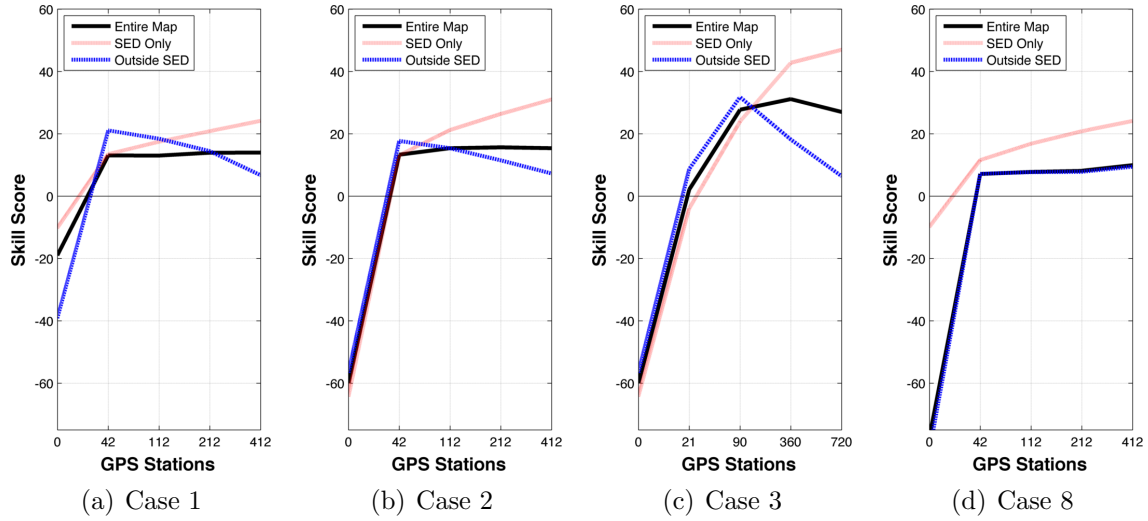 60
40
20
0
-20
-40
-60
Skill Score
Entire Map
SED Only
Outside SED
0 42 112 212 412
GPS Stations
(a) Case 1
60
40
20
0
-20
-40
-60
Skill Score
Entire Map
SED Only
Outside SED
0 42 112 212 412
GPS Stations
(b) Case 2
60
40
20
0
-20
-40
-60
Skill Score
Entire Map
SED Only
Outside SED
0 21 90 360 720
GPS Stations
(c) Case 3
60
40
20
0
-20
-40
-60
Skill Score
Entire Map
SED Only
Outside SED
0 42 112 212 412
GPS Stations
(d) Case 8